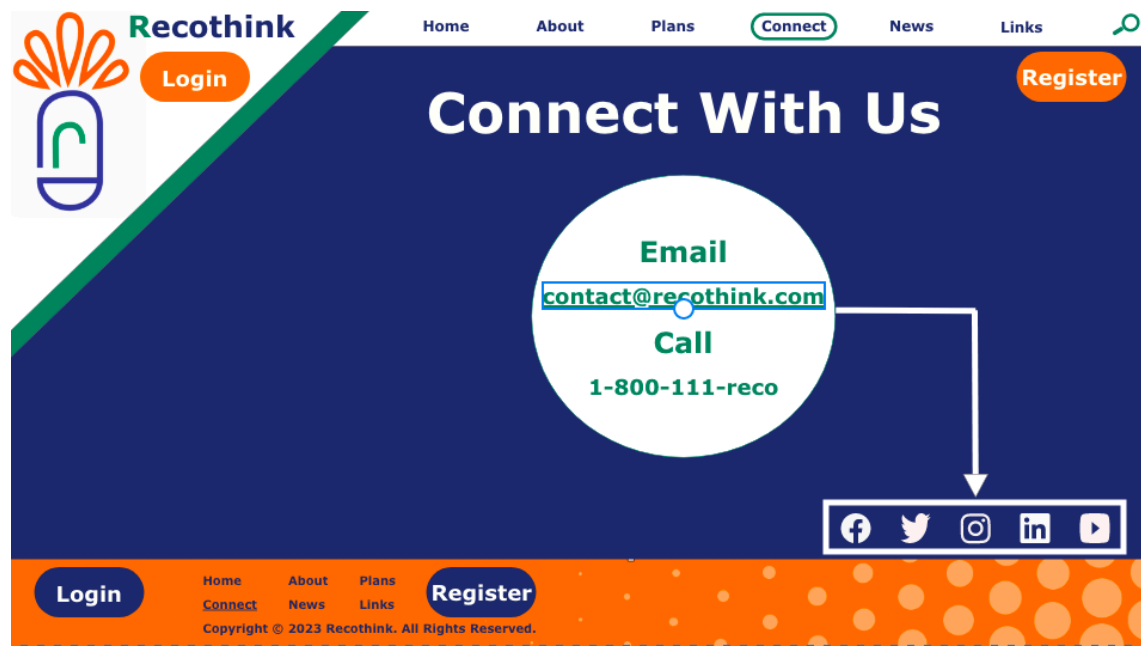 Recothink
Home About Plans Connect News Links
Login
Register
r
Connect With Us
Email
contact@recothink.com
Call
1-800-111-reco
in
Login
Home About Plans
Register
Connect News Links
Copyright © 2023 Recothink. All Rights Reserved.